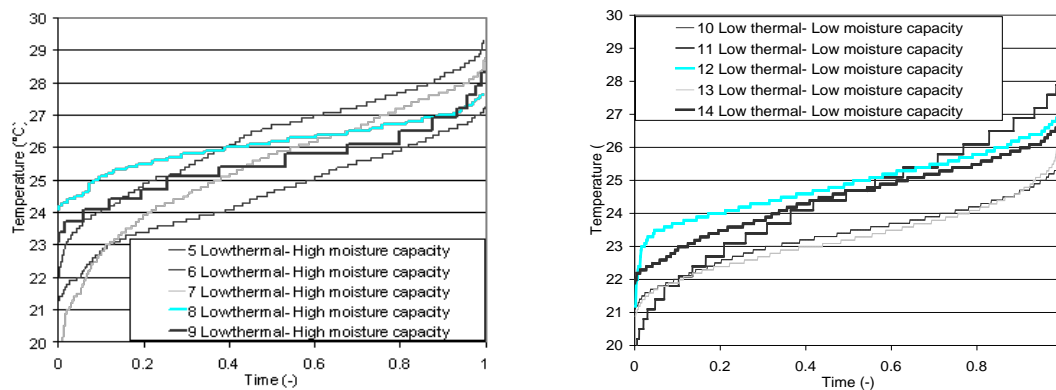 30
29
28
27
26
25
24
23
22
21
20
Temperature (°C)
5 Lowthermal- High moisture capacity
6 Lowthermal- High moisture capacity
7 Lowthermal- High moisture capacity
8 Lowthermal- High moisture capacity
9 Lowthermal- High moisture capacity
0 0.2 0.4 0.6 0.8 1
Time (-)
30
29
28
27
26
25
24
23
22
21
20
Temperature (
10 Low thermal- Low moisture capacity
11 Low thermal- Low moisture capacity
12 Low thermal- Low moisture capacity
13 Low thermal- Low moisture capacity
14 Low thermal- Low moisture capacity
0 0.2 0.4 0.6 0.8
Time (-)